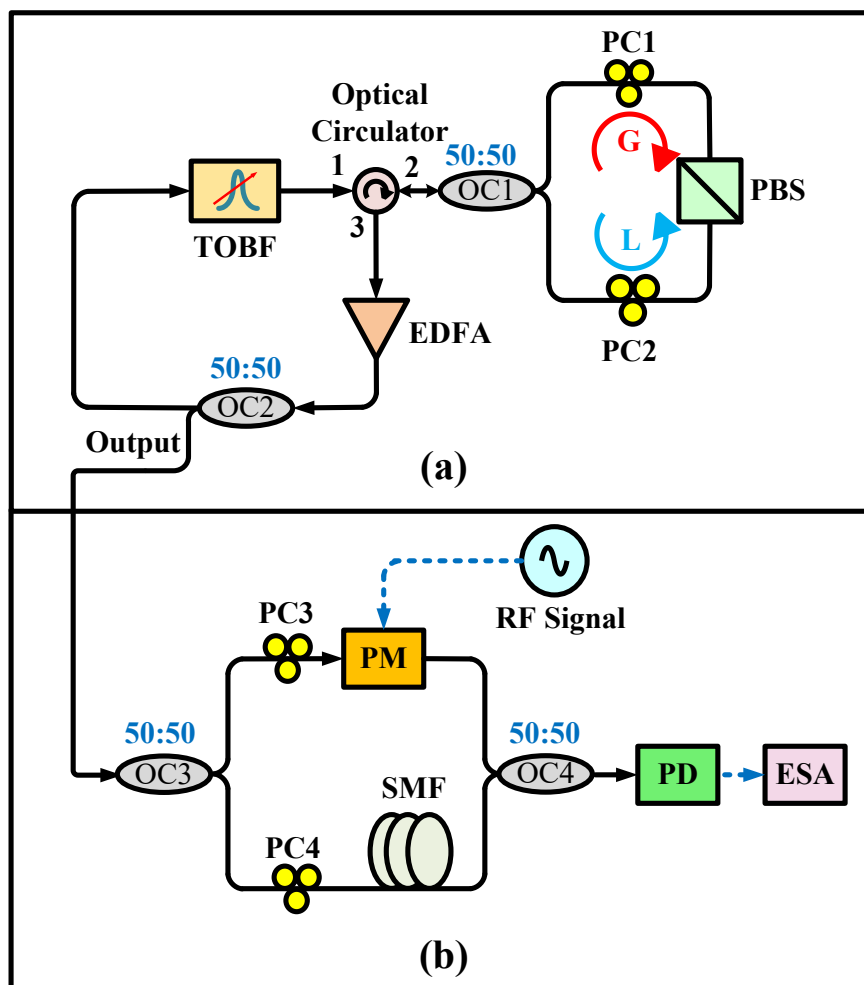 PC1
Optical
Circulator
50:50
1
2
G
OC1
PBS
3
TOBF
L
EDFA
PC2
50:50
OC2
Output
(a)
RF Signal
PC3
PM
50:50
50:50
OC3
SMF
OC4
PD
ESA
PC4
(b)